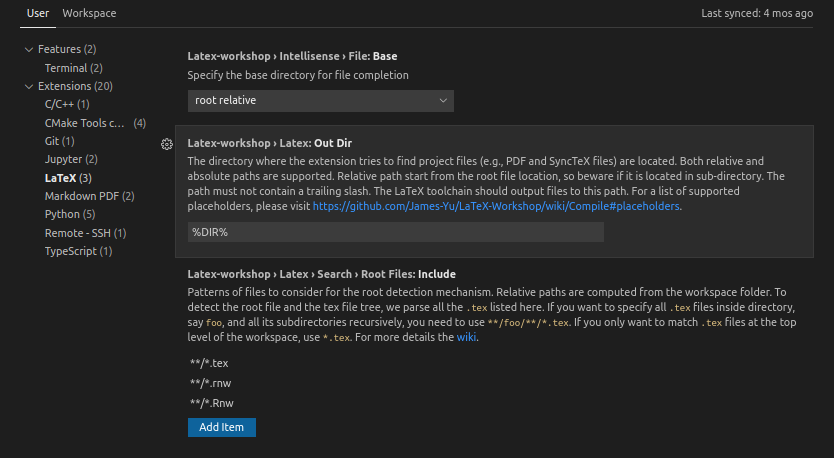 User Workspace Last synced: 4 mos ago
Features (2)
Terminal (2)
Extensions (20)
C/C++ (1)
CMake Tools c... (4)
Git (1)
Jupyter (2)
LaTeX (3)
Markdown PDF (2)
Python (5)
Remote - SSH (1)
TypeScript (1)
Latex-workshop › Intellisense › File: Base
Specify the base directory for file completion
root relative
Latex-workshop › Latex: Out Dir
The directory where the extension tries to find project files (e.g., PDF and SyncTeX files) are located. Both relative and
absolute paths are supported. Relative path start from the root file location, so beware if it is located in sub-directory. The
path must not contain a trailing slash. The LaTeX toolchain should output files to this path. For a list of supported
placeholders, please visit https://github.com/James-Yu/LaTeX-Workshop/wiki/Compile#placeholders.
%DIR%
Latex-workshop › Latex › Search › Root Files: Include
Patterns of files to consider for the root detection mechanism. Relative paths are computed from the workspace folder. To
detect the root file and the tex file tree, we parse all the .tex listed here. If you want to specify all .tex files inside directory,
say foo, and all its subdirectories recursively, you need to use **/foo/**/*.tex. If you only want to match .tex files at the top
level of the workspace, use *.tex. For more details the wiki.
**/*.tex
**/*.rnw
**/*.Rnw
Add Item